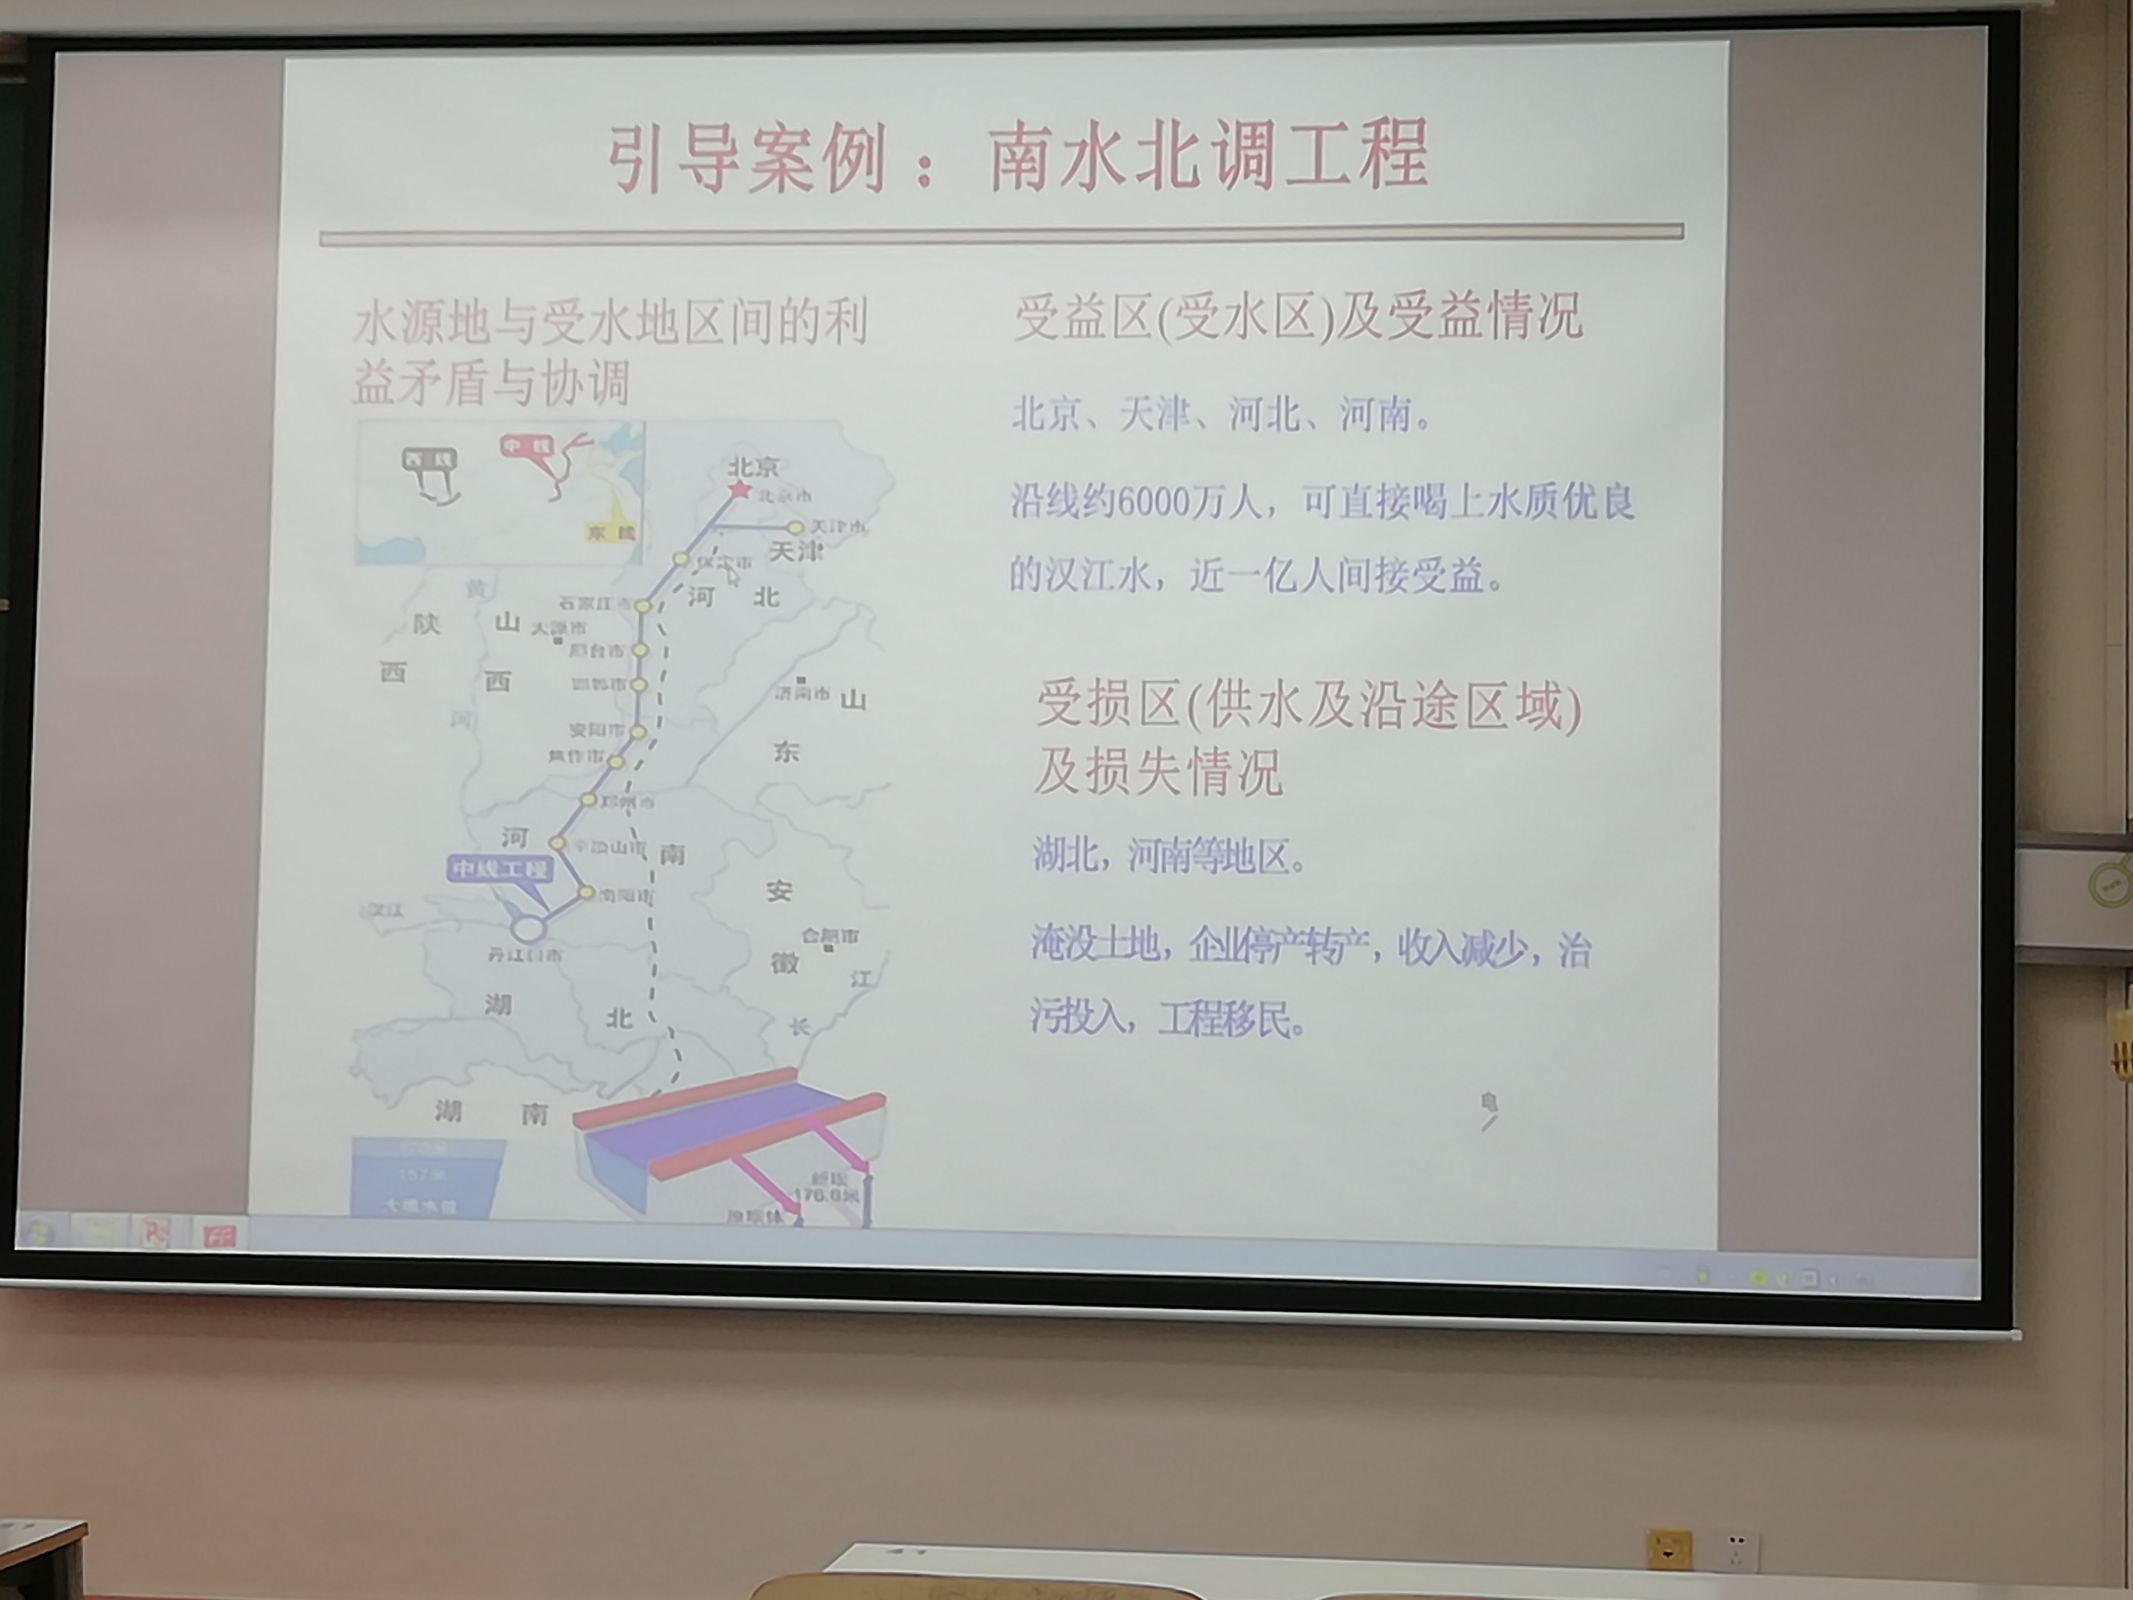 引导案例：南水北调工程
水源地与受水地区间的利
益矛盾与协调
受益区(受水区)及受益情况
北京、天津、河北、河南。
沿线约6000万人，可直接喝上水质优良
的汉江水，近一亿人间接受益。
受损区(供水及沿途区域)
及损失情况
湖北，河南等地区。
淹没土地，企业停产转产，收入减少，治
污投入，工程移民。
西线
中线
东线
北京
北京市
天津市
天津
保定市
河北
石家庄市
黄
陕
西
山
西
太原市
邢台市
邯郸市
河
济南市
山
东
安阳市
焦作市
郑州市
河
南
平顶山市
中线工程
南阳市
汉江
丹江口市
安
徽
合肥市
江
长
湖
北
湖
南
157米
176.6米
原坝体
电